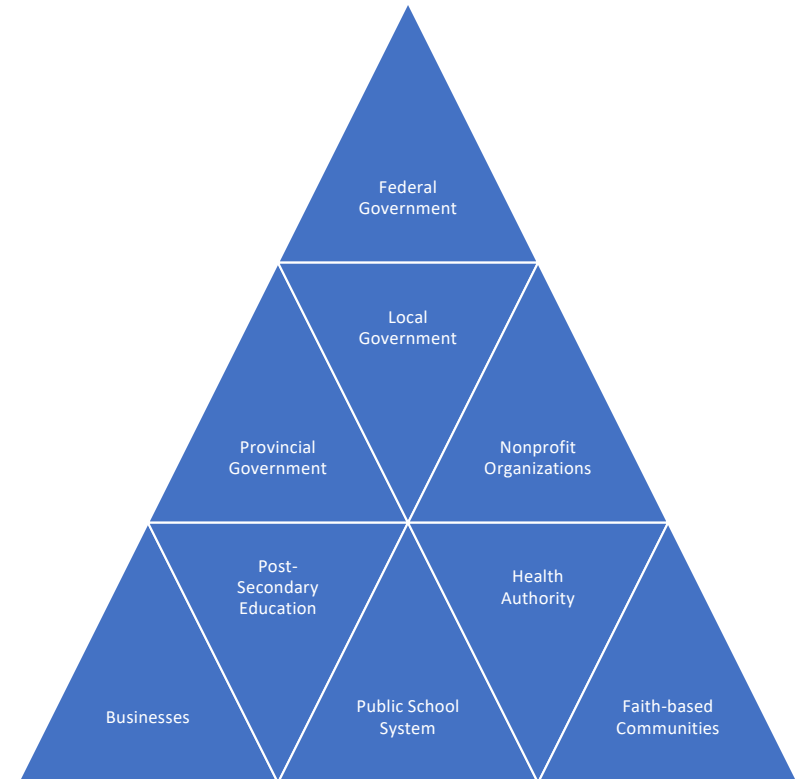 Federal
Government
Local
Government
Provincial
Government
Nonprofit
Organizations
Post-
Secondary
Education
Health
Authority
Businesses
Public School
System
Faith-based
Communities